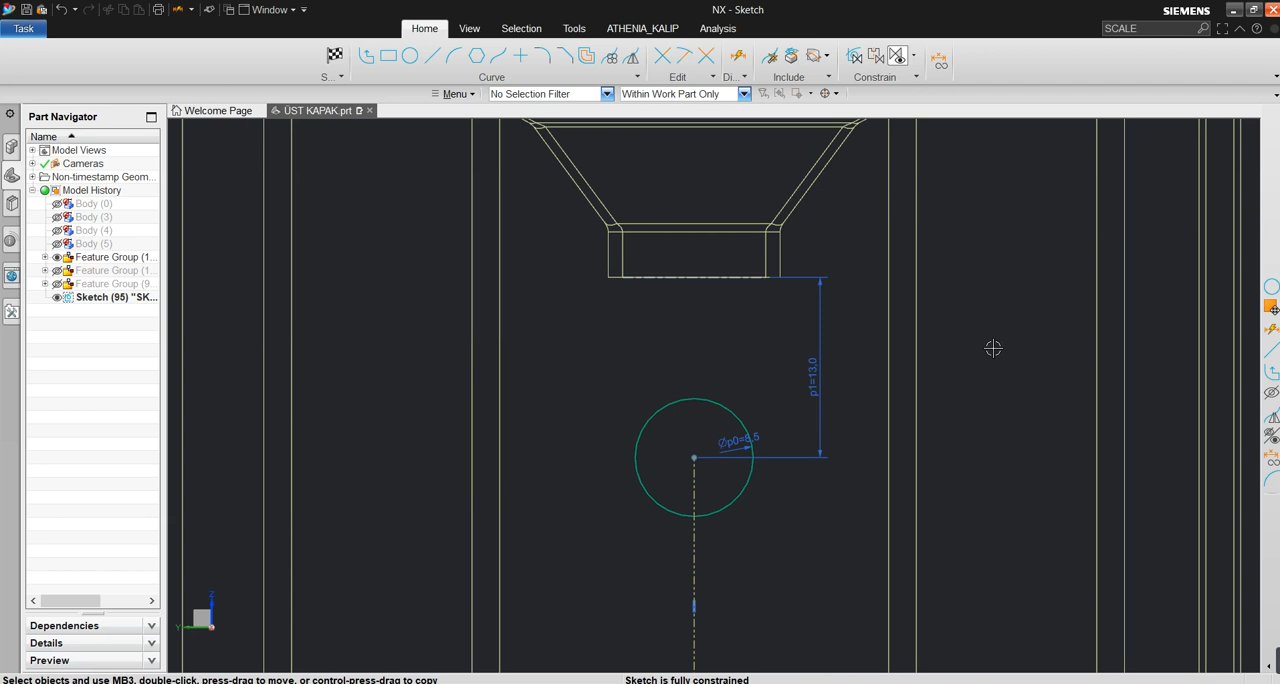 NX - Sketch
SIEMENS
Window
Task
Home
View
Selection
Tools
ATHENIA_KALIP
Analysis
SCALE
S...
Curve
Edit
Di...
Include
Constrain
Menu
No Selection Filter
Within Work Part Only
Part Navigator
Welcome Page
ÜST KAPAK.prt
Name
Model Views
Cameras
Non-timestamp Geom...
Model History
Body (0)
Body (3)
Body (4)
Body (5)
Feature Group (1...
Feature Group (1...
Feature Group (9...
Sketch (95) "SK...
p1=13,0
Øp0=8,5
Z
Y
Dependencies
Details
Preview
Select objects and use MB3, double-click, press-drag to move, or control-press-drag to copy
Sketch is fully constrained